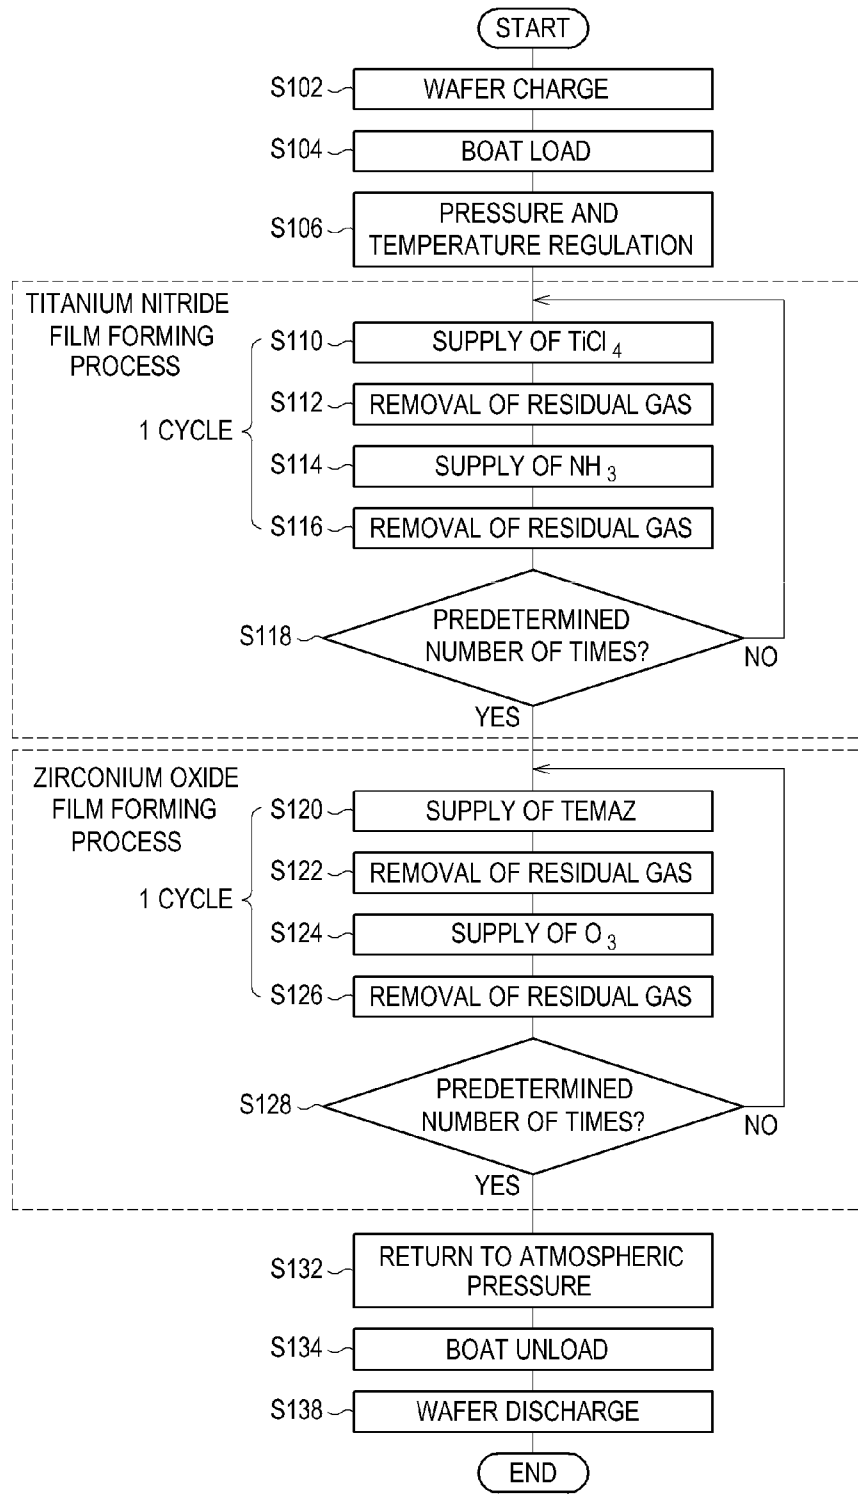 START
S102
WAFER CHARGE
S104
BOAT LOAD
S106
PRESSURE AND
TEMPERATURE REGULATION
TITANIUM NITRIDE
FILM FORMING
PROCESS
1 CYCLE
S110
SUPPLY OF TiCl4
S112
REMOVAL OF RESIDUAL GAS
S114
SUPPLY OF NH3
S116
REMOVAL OF RESIDUAL GAS
S118
PREDETERMINED
NUMBER OF TIMES?
NO
YES
ZIRCONIUM OXIDE
FILM FORMING
PROCESS
1 CYCLE
S120
SUPPLY OF TEMAZ
S122
REMOVAL OF RESIDUAL GAS
S124
SUPPLY OF O3
S126
REMOVAL OF RESIDUAL GAS
S128
PREDETERMINED
NUMBER OF TIMES?
NO
YES
S132
RETURN TO ATMOSPHERIC
PRESSURE
S134
BOAT UNLOAD
S138
WAFER DISCHARGE
END